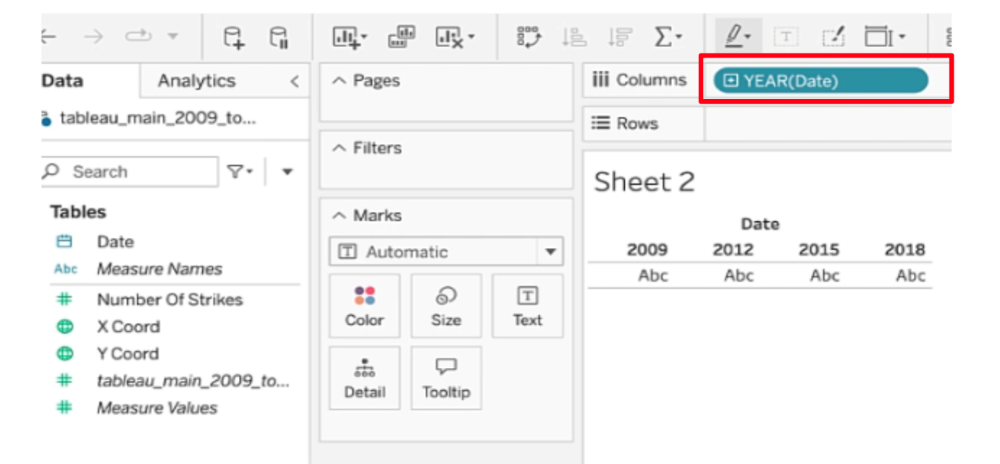 Data
Analytics
tableau_main_2009_to...
Search
Tables
Date
Abc Measure Names
Number Of Strikes
X Coord
Y Coord
tableau_main_2009_to...
Measure Values
Pages
Filters
Marks
T Automatic
Color Size T Text
Detail Tooltip
Columns YEAR(Date)
Rows
Sheet 2
Date
2009 2012 2015 2018
Abc Abc Abc Abc